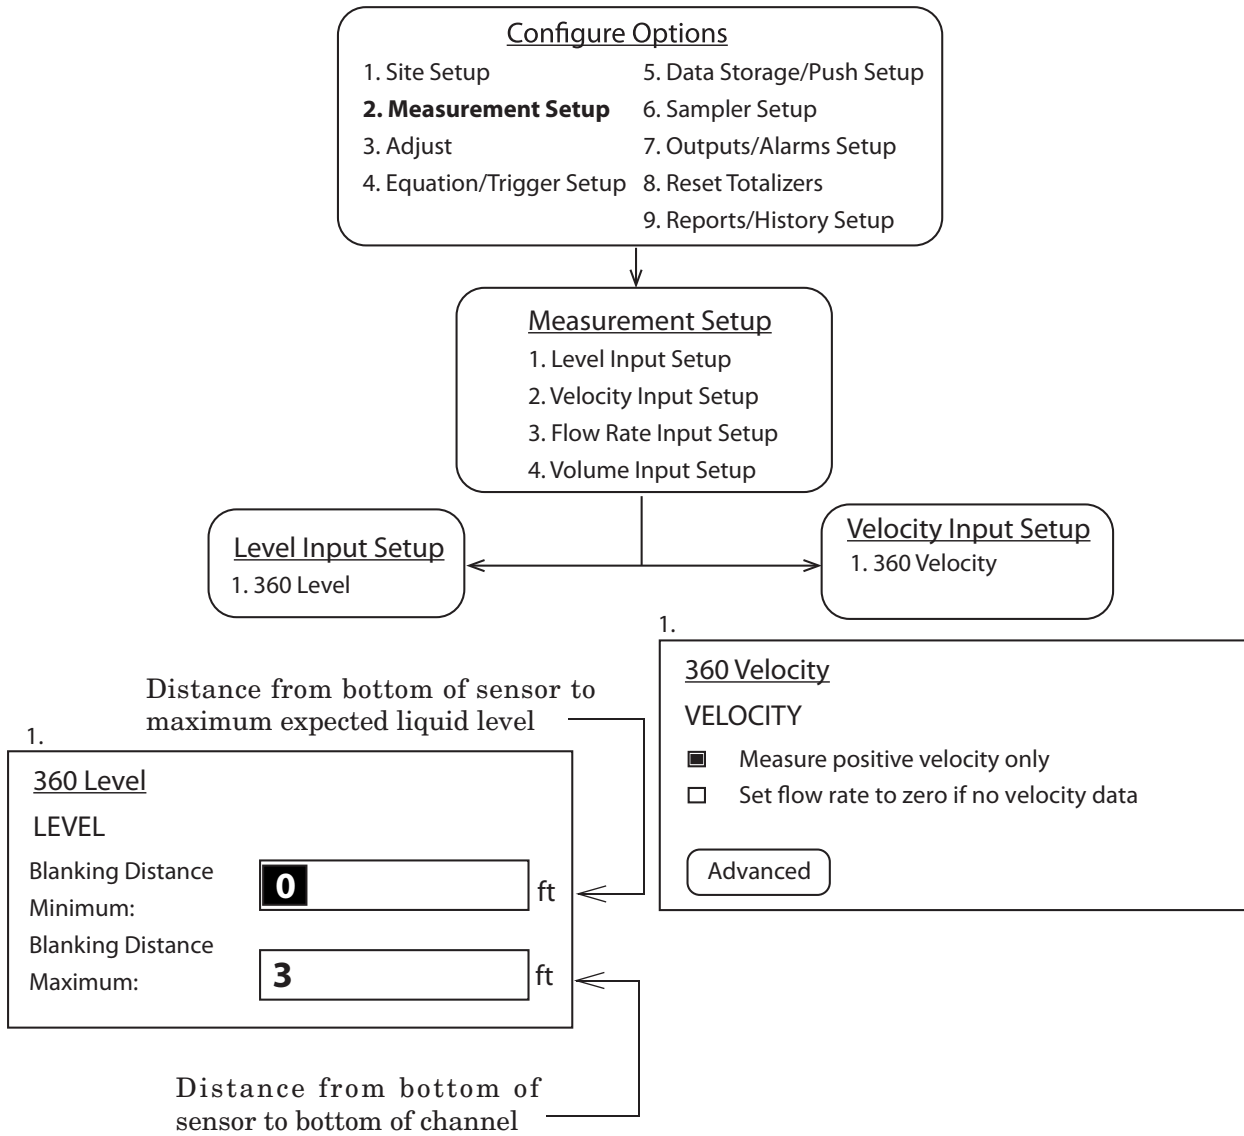 Configure Options
1. Site Setup
2. Measurement Setup
3. Adjust
4. Equation/Trigger Setup
5. Data Storage/Push Setup
6. Sampler Setup
7. Outputs/Alarms Setup
8. Reset Totalizers
9. Reports/History Setup
Measurement Setup
1. Level Input Setup
2. Velocity Input Setup
3. Flow Rate Input Setup
4. Volume Input Setup
Level Input Setup
1. 360 Level
Velocity Input Setup
1. 360 Velocity
Distance from bottom of sensor to
maximum expected liquid level
1.
360 Level
LEVEL
Blanking Distance
Minimum:
0 ft
Blanking Distance
Maximum:
3 ft
Distance from bottom of
sensor to bottom of channel
1.
360 Velocity
VELOCITY
Measure positive velocity only
Set flow rate to zero if no velocity data
Advanced